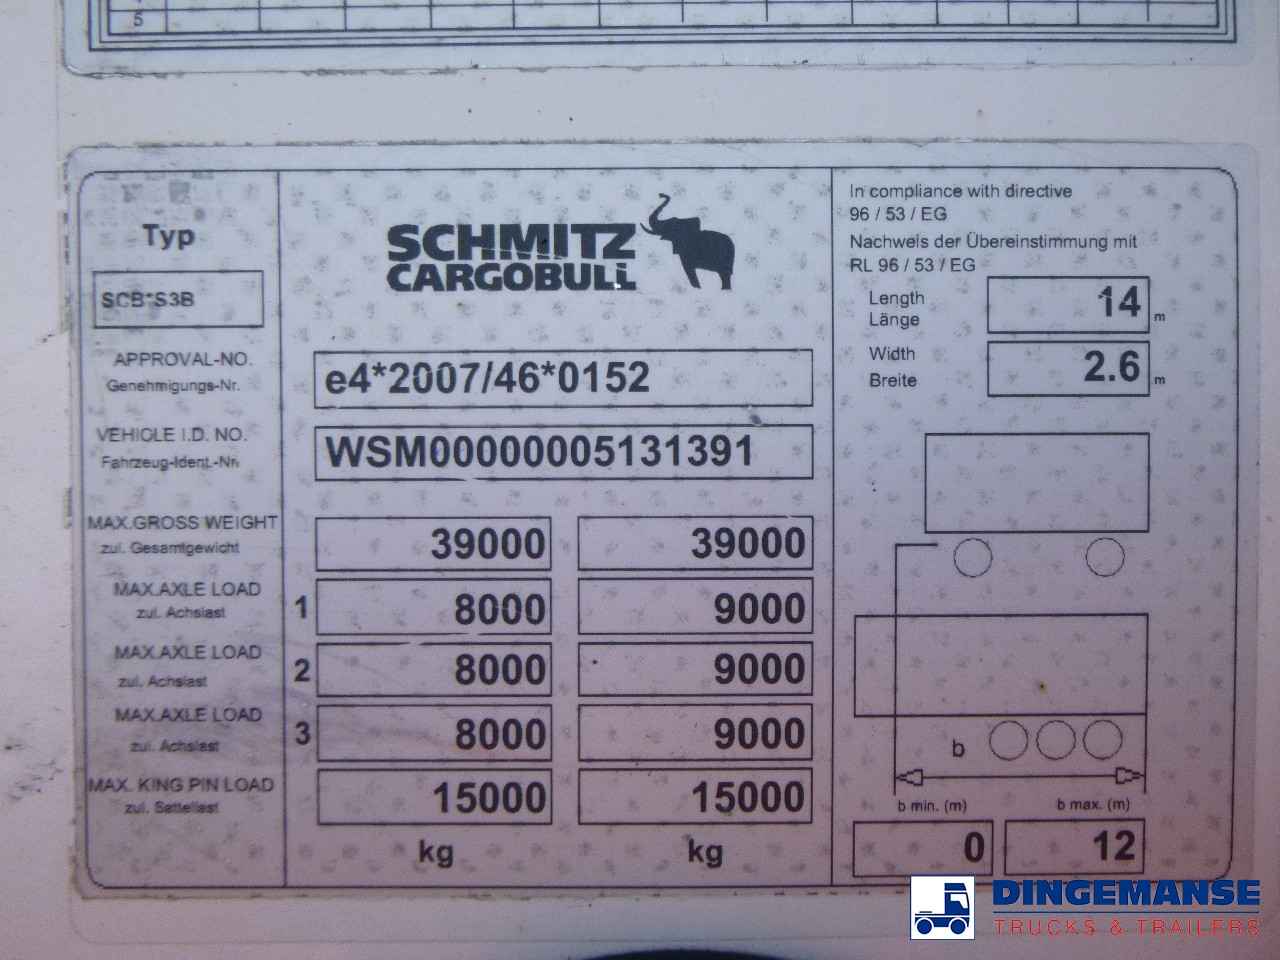 5
Typ
SCB*S3B
SCHMITZ
CARGOBULL
In compliance with directive
96 / 53 / EG
Nachweis der Übereinstimmung mit
RL 96 / 53 / EG
Length 14 m
Länge
Width 2.6 m
Breite
APPROVAL-NO. e4*2007/46*0152
Genehmigungs-Nr.
VEHICLE I.D. NO. WSM00000005131391
Fahrzeug-Ident.-Nr.
MAX.GROSS WEIGHT 39000 39000
zul. Gesamtgewicht
MAX.AXLE LOAD 1 8000 9000
zul. Achslast
MAX.AXLE LOAD 2 8000 9000
zul. Achslast
MAX.AXLE LOAD 3 8000 9000
zul. Achslast
MAX. KING PIN LOAD 15000 15000
zul. Sattellast
kg kg
b
b min. (m) b max. (m)
0 12
DINGEMANSE
TRUCKS & TRAILERS